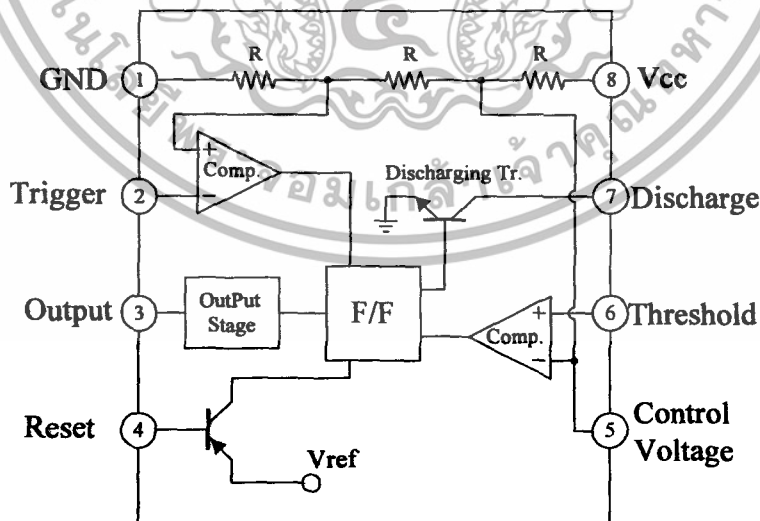 R R R
GND 1 8 Vcc
+
Comp.
−
Discharging Tr.
Trigger 2 7 Discharge
Output 3 OutPut
Stage
F/F
+
Comp.
−
6 Threshold
Reset 4 5 Control
Voltage
Vref